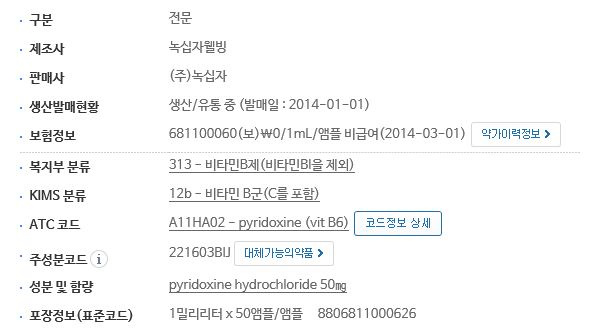 구분 전문
제조사 녹십자웰빙
판매사 (주)녹십자
생산발매현황 생산/유통 중 (발매일 : 2014-01-01)
보험정보 681100060(보)₩0/1mL/앰플 비급여(2014-03-01) 약가이력정보 >
복지부 분류 313 - 비타민B제(비타민BI을 제외)
KIMS 분류 12b - 비타민 B군(C를 포함)
ATC 코드 A11HA02 - pyridoxine (vit B6) 코드정보 상세
주성분코드 i 221603BIJ 대체가능의약품 >
성분 및 함량 pyridoxine hydrochloride 50㎎
포장정보(표준코드) 1밀리리터 x 50앰플/앰플 8806811000626